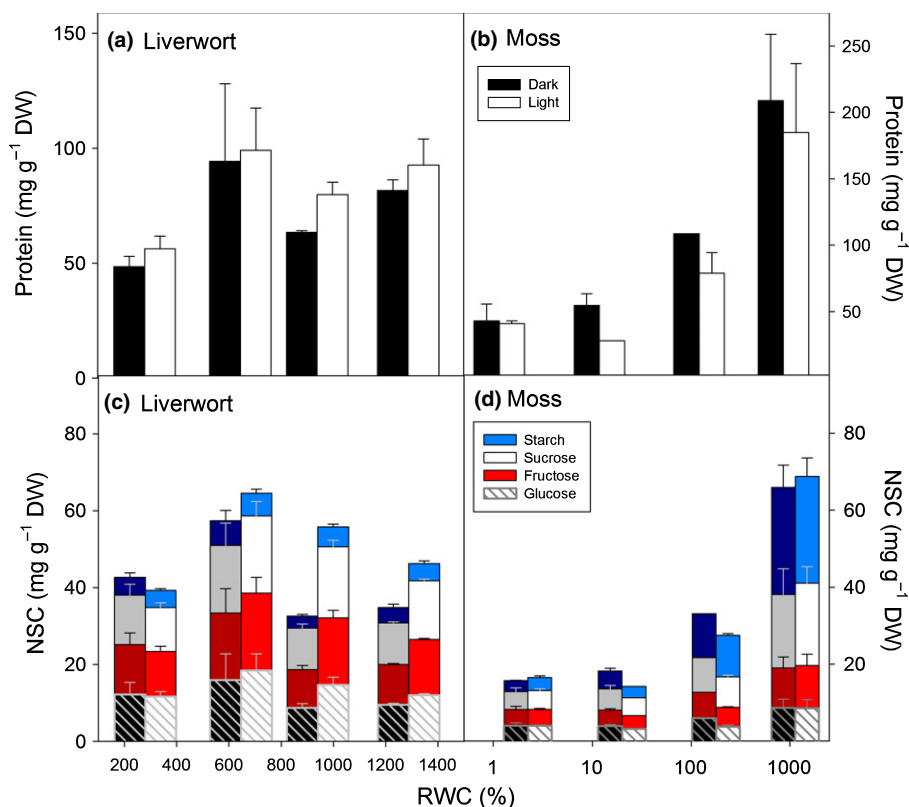 (a) Liverwort
(b) Moss
Dark
Light
Protein (mg g⁻¹ DW)
150
100
50
0
Protein (mg g⁻¹ DW)
250
200
150
100
50
(c) Liverwort
(d) Moss
Starch
Sucrose
Fructose
Glucose
NSC (mg g⁻¹ DW)
80
60
40
20
0
NSC (mg g⁻¹ DW)
80
60
40
20
200 400 600 800 1000 1200 1400
1 10 100 1000
RWC (%)